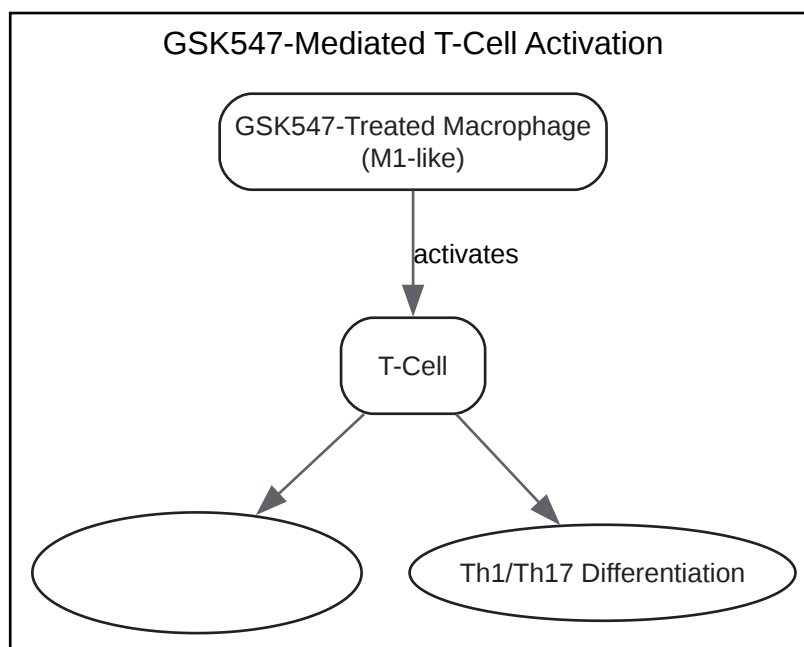 GSK547-Mediated T-Cell Activation
GSK547-Treated Macrophage
(M1-like)
activates
T-Cell
Th1/Th17 Differentiation